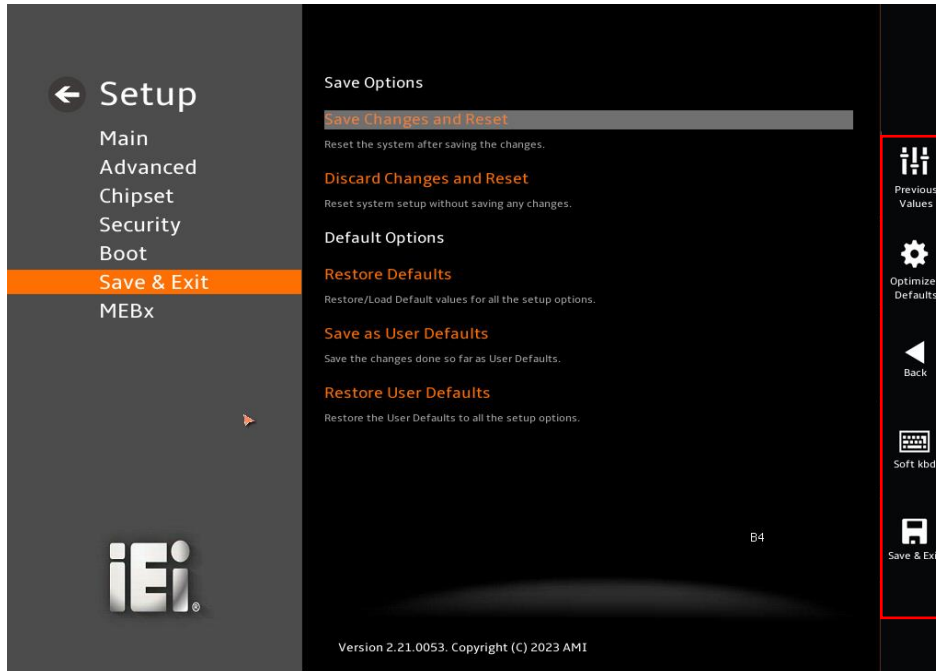 Setup
Main
Advanced
Chipset
Security
Boot
Save & Exit
MEBx
iEi®
Save Options
Save Changes and Reset
Reset the system after saving the changes.
Discard Changes and Reset
Reset system setup without saving any changes.
Default Options
Restore Defaults
Restore/Load Default values for all the setup options.
Save as User Defaults
Save the changes done so far as User Defaults.
Restore User Defaults
Restore the User Defaults to all the setup options.
B4
Version 2.21.0053. Copyright (C) 2023 AMI
Previous
Values
Optimize
Defaults
Back
Soft kbd
Save & Exi